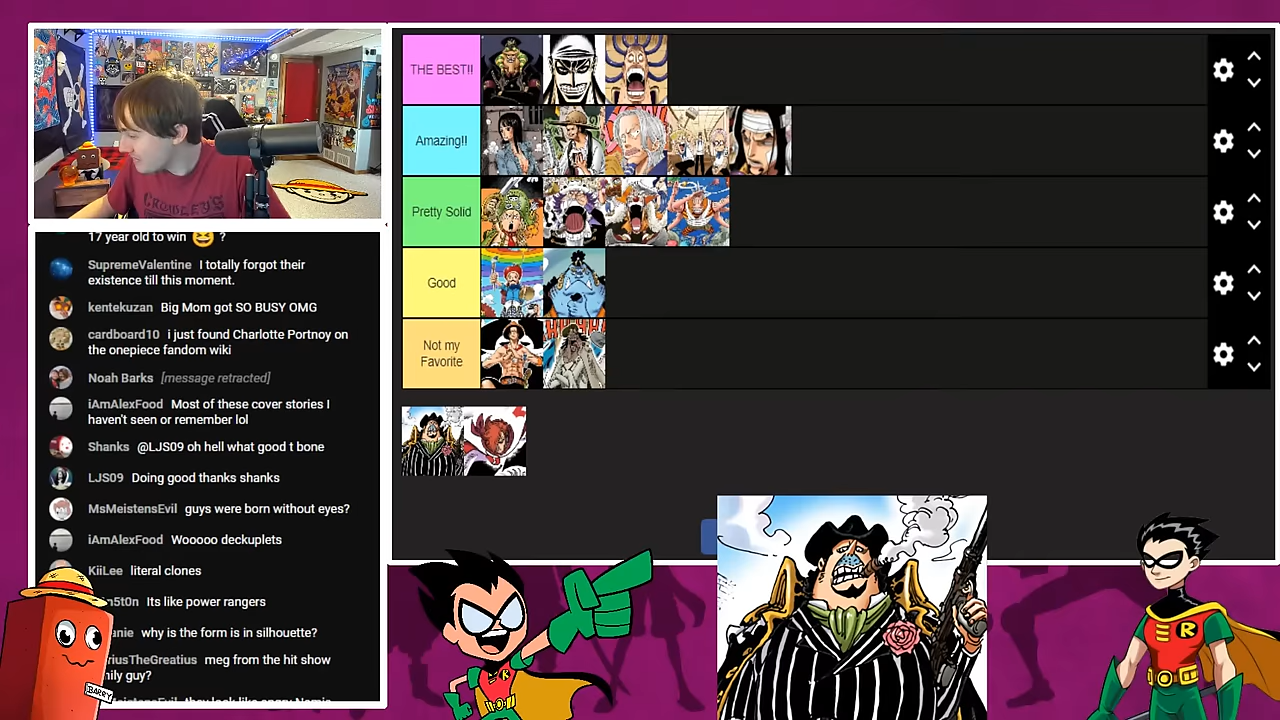 THE BEST!!
Amazing!!
Pretty Solid
Good
Not my
Favorite
17 year old to win ?
SupremeValentine I totally forgot their
existence till this moment.
kentekuzan Big Mom got SO BUSY OMG
cardboard10 i just found Charlotte Portnoy on
the onepiece fandom wiki
Noah Barks [message retracted]
iAmAlexFood Most of these cover stories I
haven't seen or remember lol
Shanks @LJS09 oh hell what good t bone
LJS09 Doing good thanks shanks
MsMeistensEvil guys were born without eyes?
iAmAlexFood Wooooo deckuplets
KiiLee literal clones
Its like power rangers
why is the form is in silhouette?
meg from the hit show
guy?
BARRY
R
R